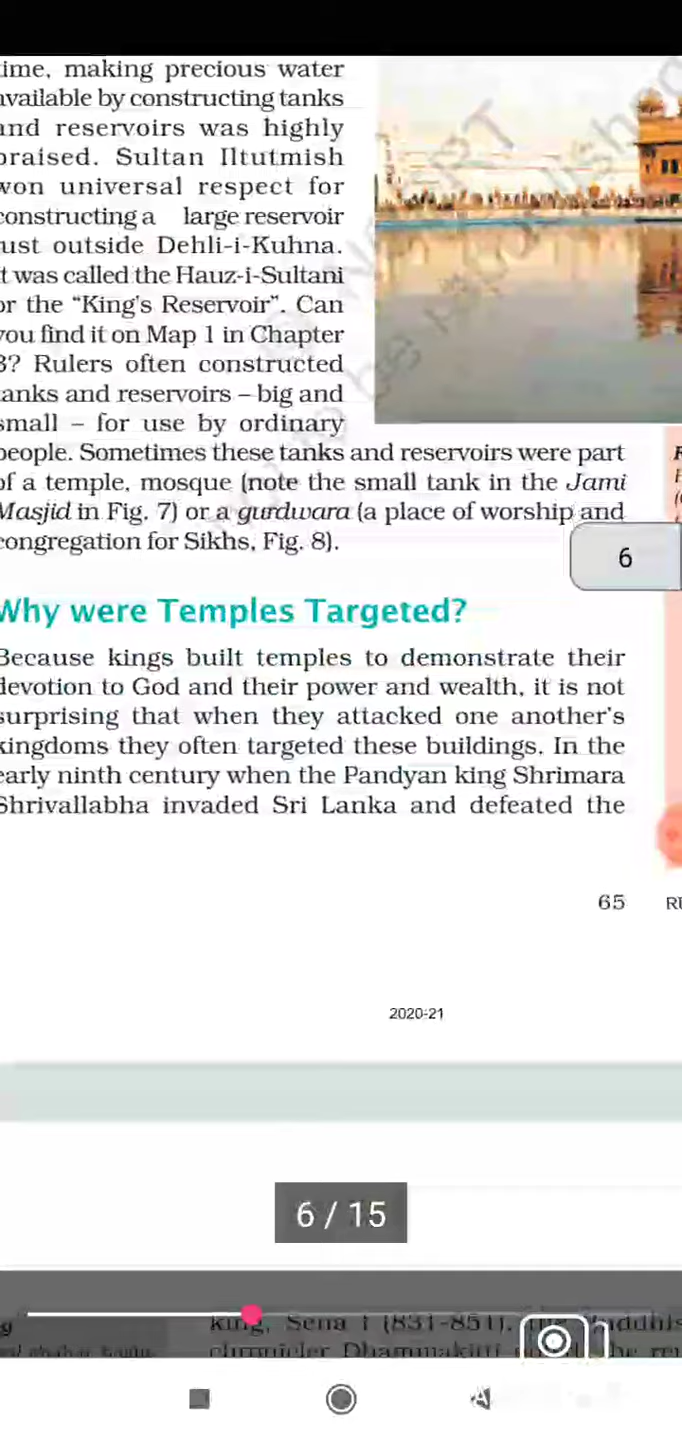 ime, making precious water
available by constructing tanks
and reservoirs was highly
praised. Sultan Iltutmish
won universal respect for
constructing a large reservoir
ust outside Dehli-i-Kuhna.
t was called the Hauz-i-Sultani
or the “King’s Reservoir”. Can
you find it on Map 1 in Chapter
3? Rulers often constructed
tanks and reservoirs – big and
small – for use by ordinary
people. Sometimes these tanks and reservoirs were part
of a temple, mosque (note the small tank in the Jami
Masjid in Fig. 7) or a gurdwara (a place of worship and
congregation for Sikhs, Fig. 8).
6
Why were Temples Targeted?
Because kings built temples to demonstrate their
devotion to God and their power and wealth, it is not
surprising that when they attacked one another’s
kingdoms they often targeted these buildings. In the
early ninth century when the Pandyan king Shrimara
Shrivallabha invaded Sri Lanka and defeated the
65
RU
2020-21
6 / 15
king, Sena I (831-851), the Buddhis
chronicler Dhammakitti